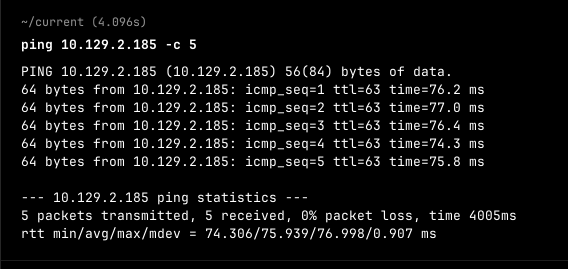 ~/current (4.096s)
ping 10.129.2.185 -c 5
PING 10.129.2.185 (10.129.2.185) 56(84) bytes of data.
64 bytes from 10.129.2.185: icmp_seq=1 ttl=63 time=76.2 ms
64 bytes from 10.129.2.185: icmp_seq=2 ttl=63 time=77.0 ms
64 bytes from 10.129.2.185: icmp_seq=3 ttl=63 time=76.4 ms
64 bytes from 10.129.2.185: icmp_seq=4 ttl=63 time=74.3 ms
64 bytes from 10.129.2.185: icmp_seq=5 ttl=63 time=75.8 ms
--- 10.129.2.185 ping statistics ---
5 packets transmitted, 5 received, 0% packet loss, time 4005ms
rtt min/avg/max/mdev = 74.306/75.939/76.998/0.907 ms